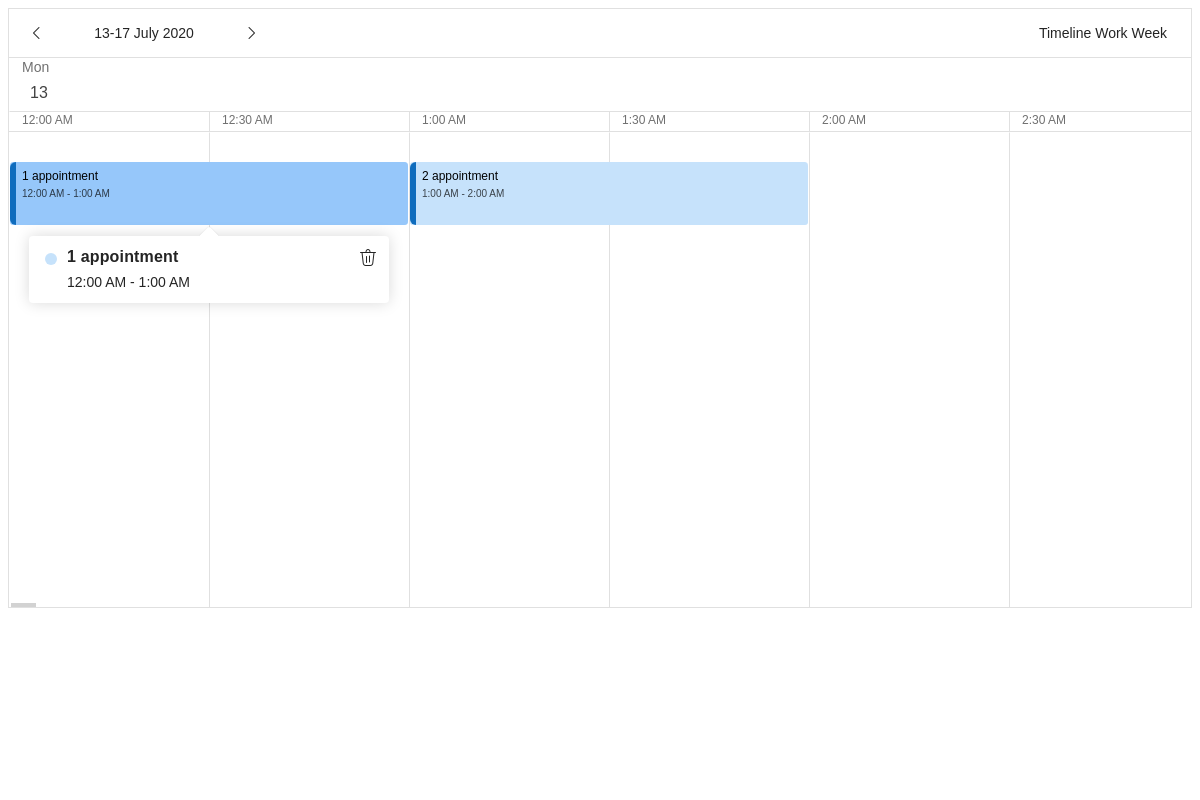 13-17 July 2020
Timeline Work Week
Mon
13
12:00 AM
12:30 AM
1:00 AM
1:30 AM
2:00 AM
2:30 AM
1 appointment
12:00 AM - 1:00 AM
2 appointment
1:00 AM - 2:00 AM
1 appointment
12:00 AM - 1:00 AM